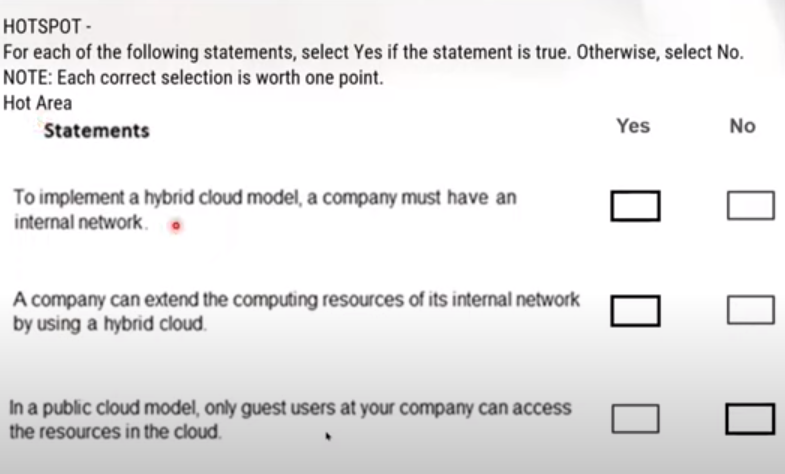 HOTSPOT -
For each of the following statements, select Yes if the statement is true. Otherwise, select No.
NOTE: Each correct selection is worth one point.
Hot Area
Statements Yes No
To implement a hybrid cloud model, a company must have an
internal network.
A company can extend the computing resources of its internal network
by using a hybrid cloud.
In a public cloud model, only guest users at your company can access
the resources in the cloud.